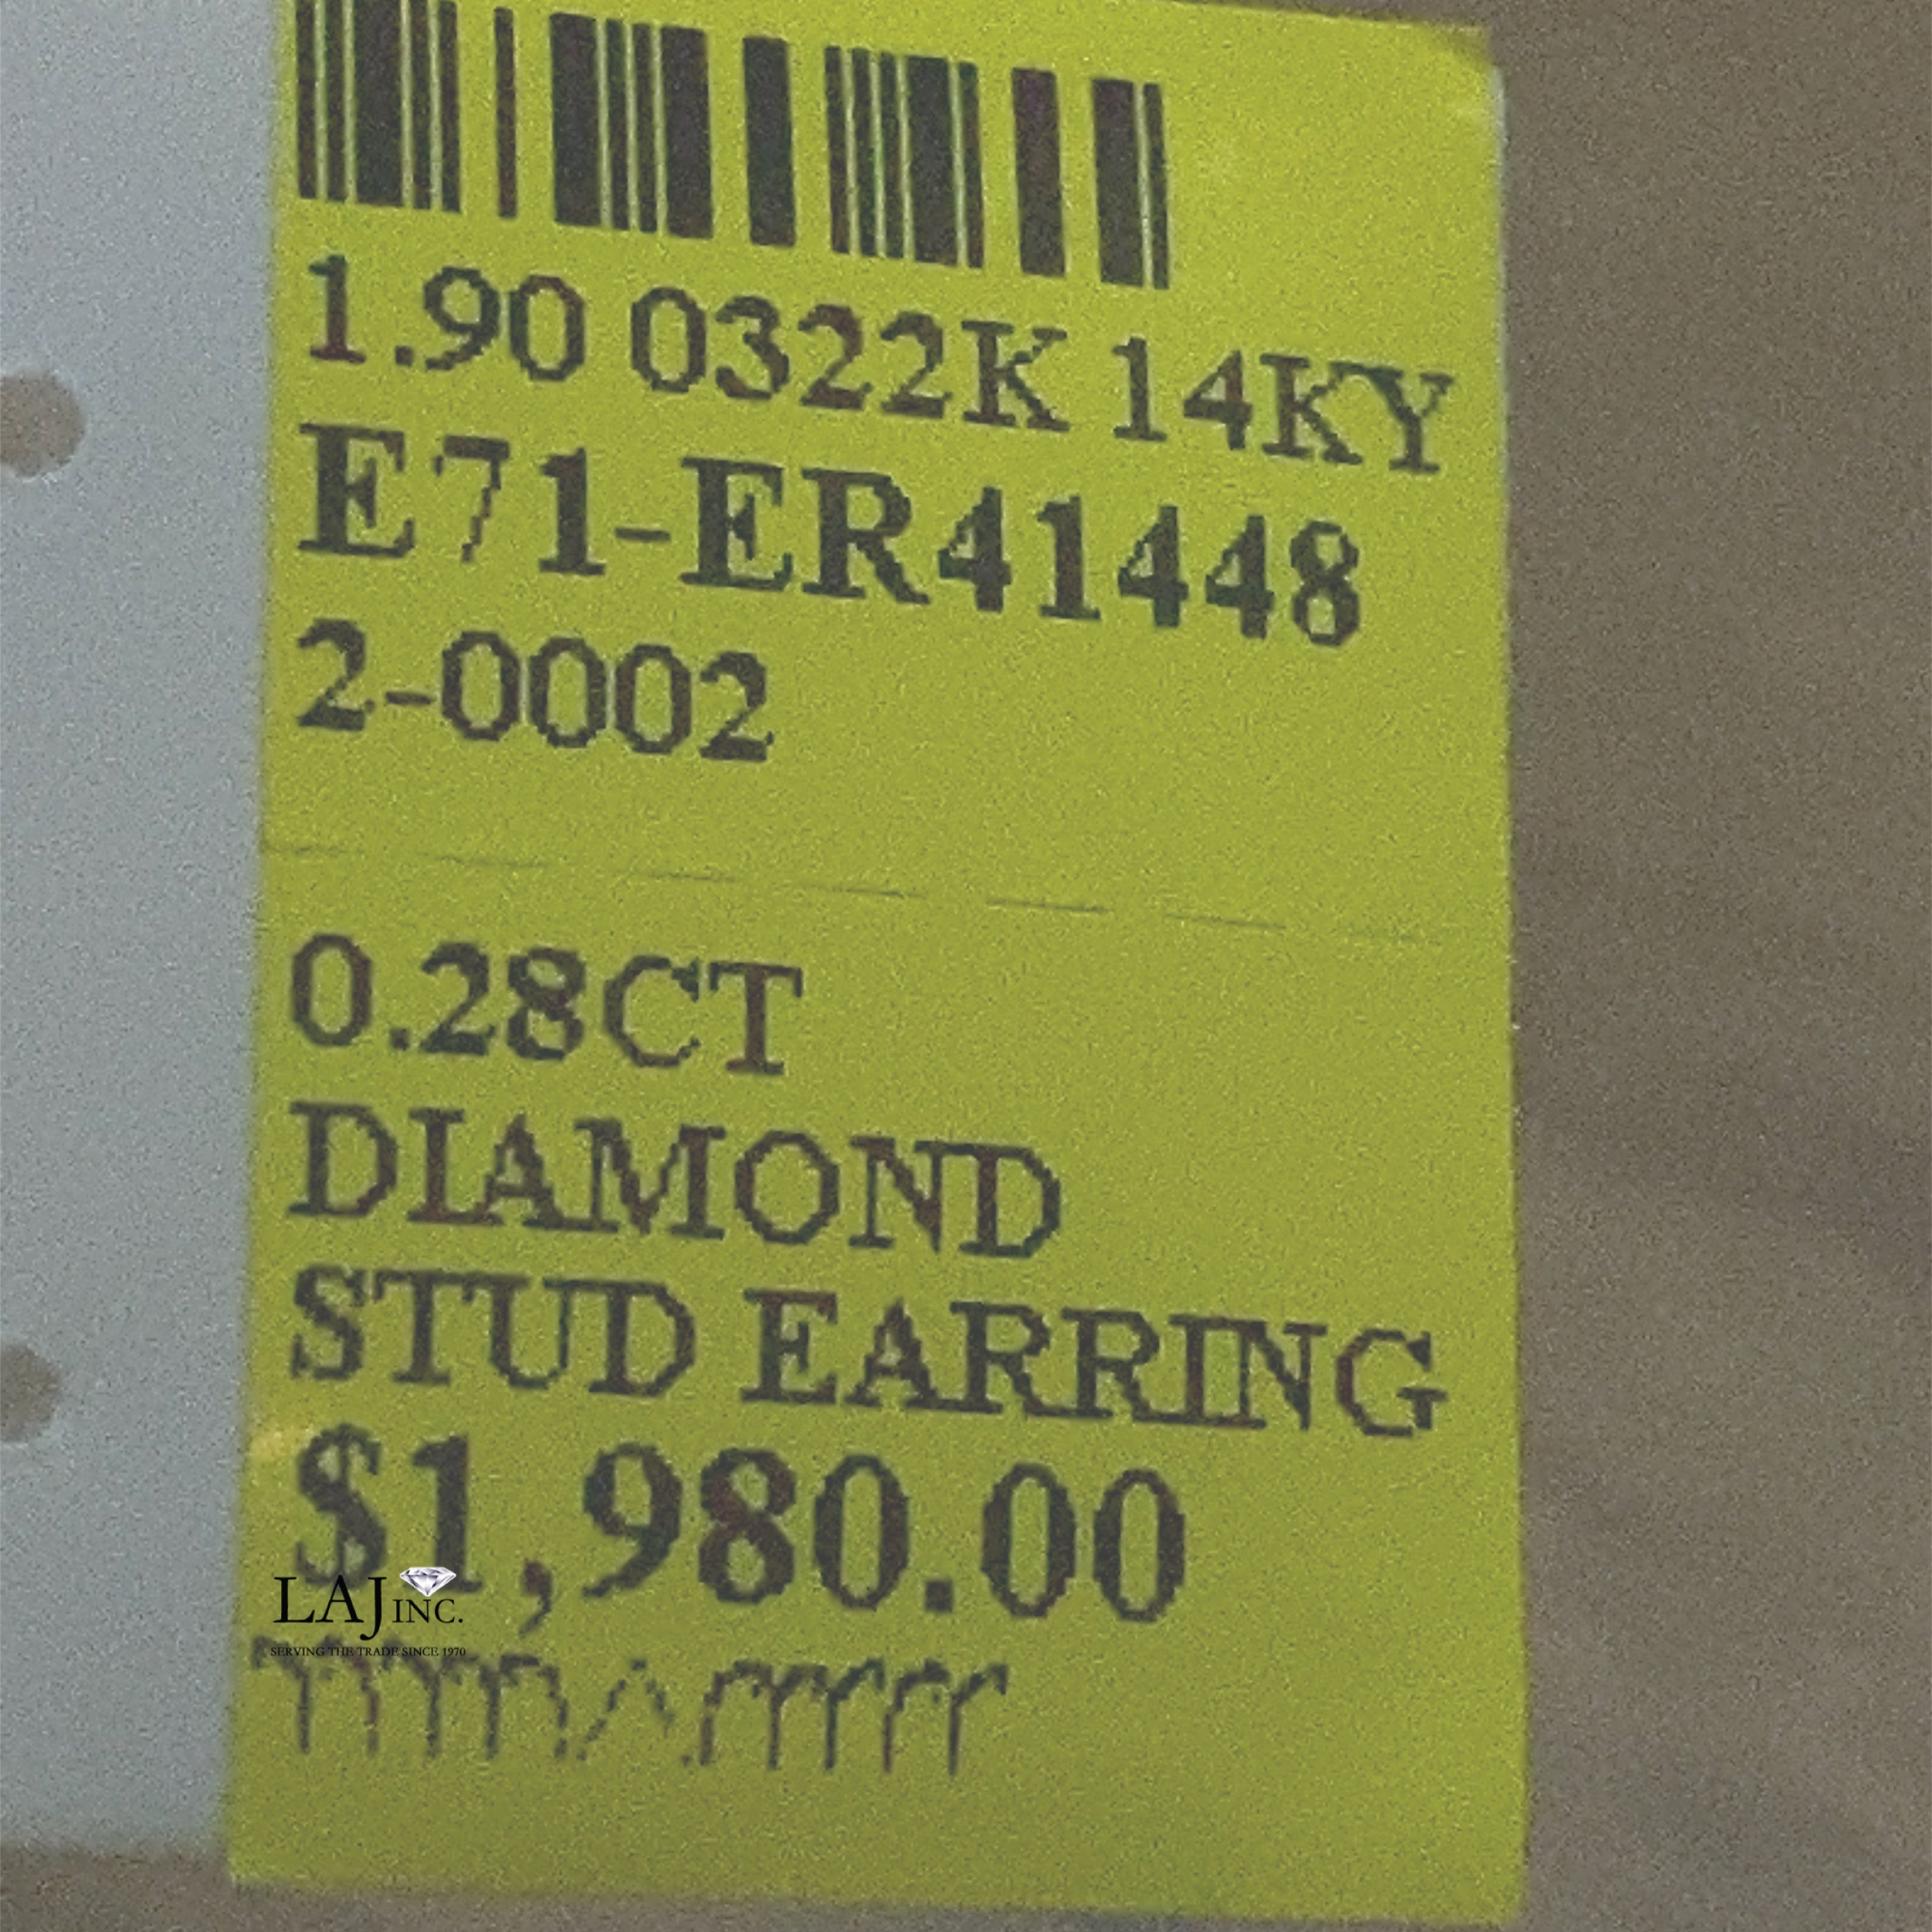 1.90 0322K 14KY
E71-ER41448
2-0002
0.28CT
DIAMOND
STUD EARRING
$1,980.00
LAJ INC.
SERVING THE TRADE SINCE 1970